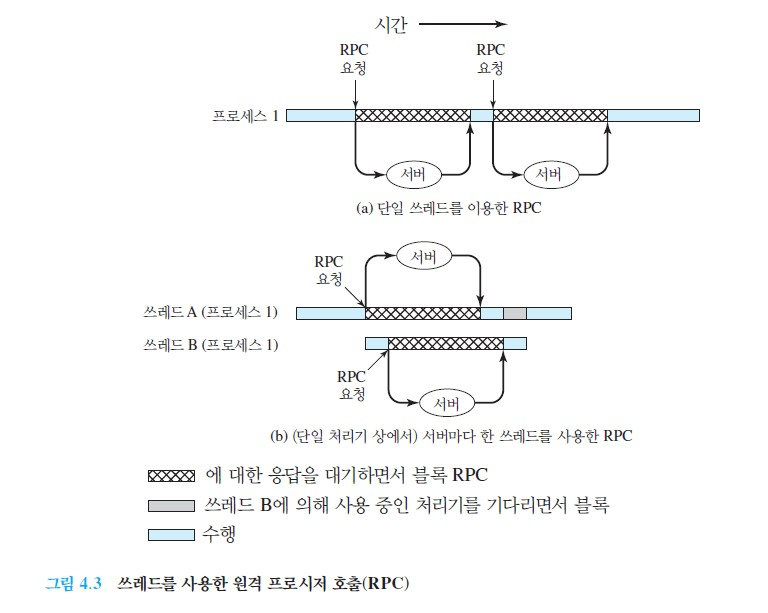 시간
RPC
요청
RPC
요청
프로세스 1
서버
서버
(a) 단일 쓰레드를 이용한 RPC
서버
RPC
요청
쓰레드 A (프로세스 1)
쓰레드 B (프로세스 1)
RPC
요청
서버
(b) (단일 처리기 상에서) 서버마다 한 쓰레드를 사용한 RPC
에 대한 응답을 대기하면서 블록 RPC
쓰레드 B에 의해 사용 중인 처리기를 기다리면서 블록
수행
그림 4.3 쓰레드를 사용한 원격 프로시저 호출(RPC)